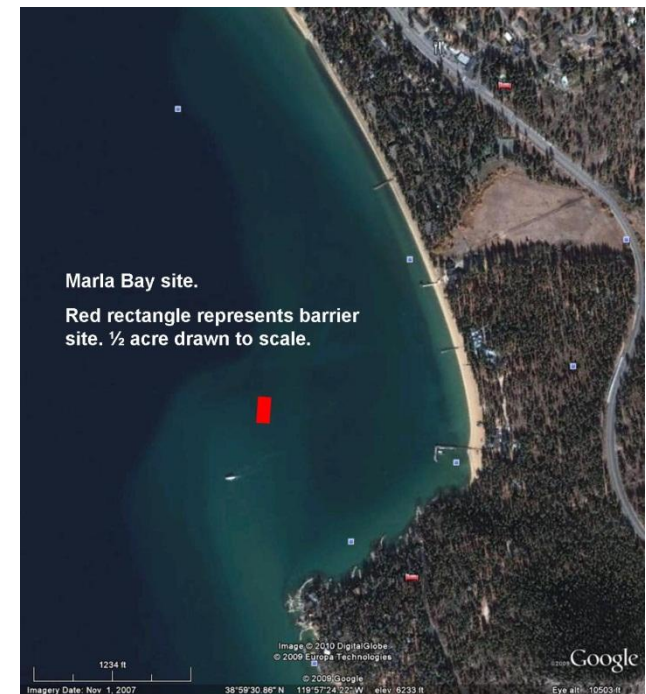 Marla Bay site.
Red rectangle represents barrier
site. ½ acre drawn to scale.
Image © 2010 DigitalGlobe
© 2009 Europa Technologies
© 2009 Google
©2009 Google
1234 ft
Imagery Date: Nov 1, 2007 38°59'30.86" N 119°57'24.22" W elev 6233 ft Eye alt 10503 ft